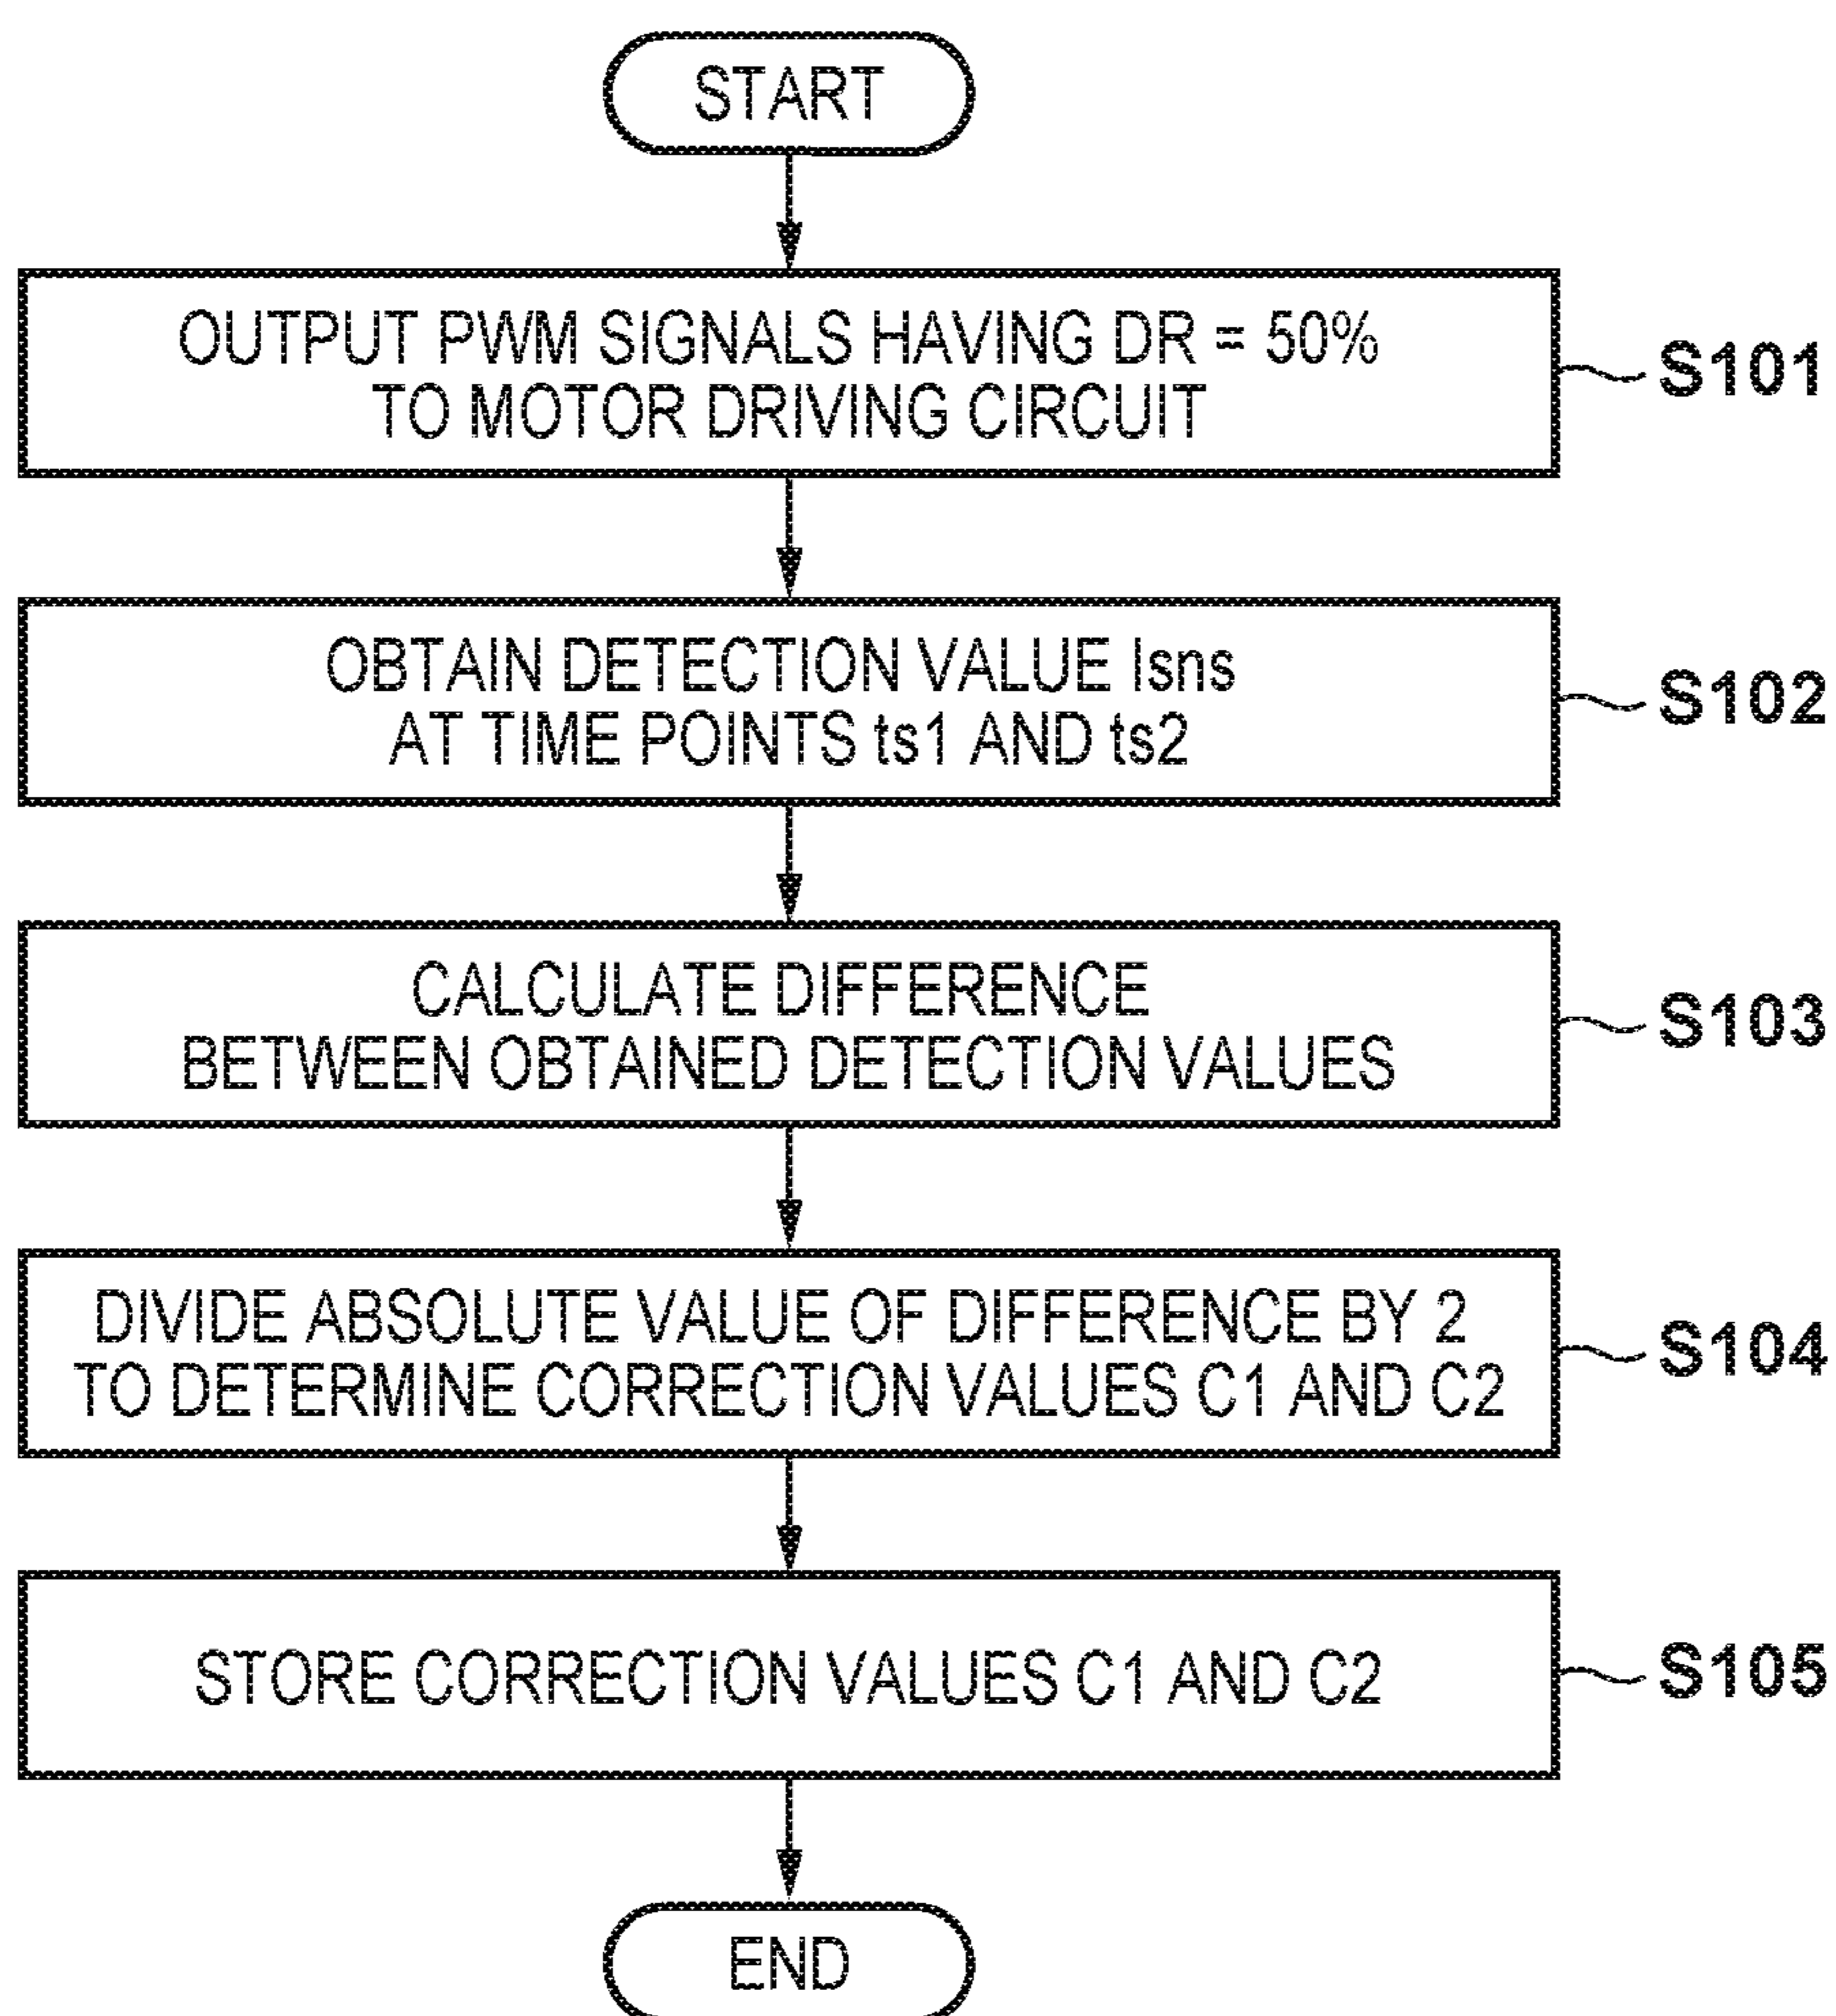 START
OUTPUT PWM SIGNALS HAVING DR = 50%
TO MOTOR DRIVING CIRCUIT
S101
OBTAIN DETECTION VALUE Isns
AT TIME POINTS ts1 AND ts2
S102
CALCULATE DIFFERENCE
BETWEEN OBTAINED DETECTION VALUES
S103
DIVIDE ABSOLUTE VALUE OF DIFFERENCE BY 2
TO DETERMINE CORRECTION VALUES C1 AND C2
S104
STORE CORRECTION VALUES C1 AND C2
S105
END